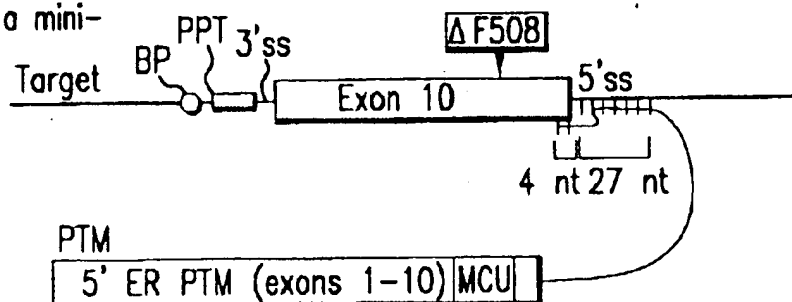 a mini-
Target
BP
PPT
3'ss
ΔF508
Exon 10
5'ss
4 nt 27 nt
PTM
5' ER PTM (exons 1-10) MCU